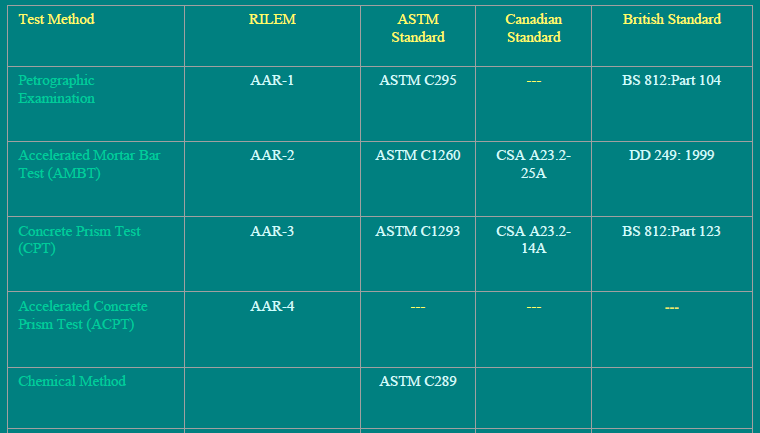 Test Method RILEM ASTM Standard Canadian Standard British Standard
Petrographic Examination AAR-1 ASTM C295 --- BS 812:Part 104
Accelerated Mortar Bar Test (AMBT) AAR-2 ASTM C1260 CSA A23.2-25A DD 249: 1999
Concrete Prism Test (CPT) AAR-3 ASTM C1293 CSA A23.2-14A BS 812:Part 123
Accelerated Concrete Prism Test (ACPT) AAR-4 --- --- ---
Chemical Method ASTM C289